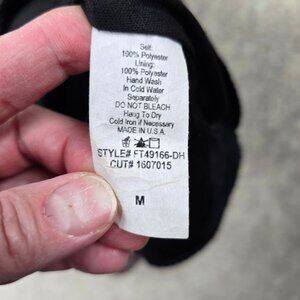 Self:
100% Polyester
Lining:
100% Polyester
Hand Wash
In Cold Water
Separately
DO NOT BLEACH
Hang To Dry
Cold Iron if Necessary
MADE IN U.S.A.
STYLE# FT49166-DH
CUT# 1607015
M